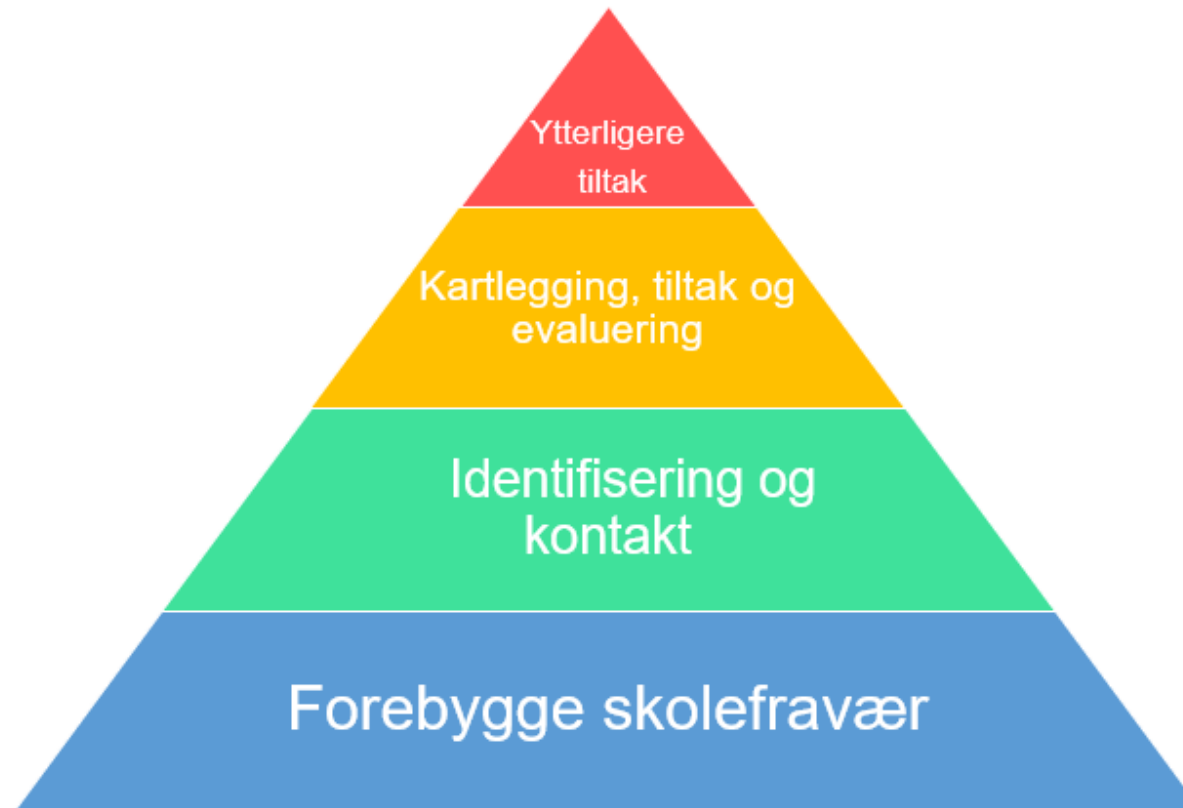 Ytterligere
tiltak
Kartlegging, tiltak og
evaluering
Identifisering og
kontakt
Forebygge skolefravær